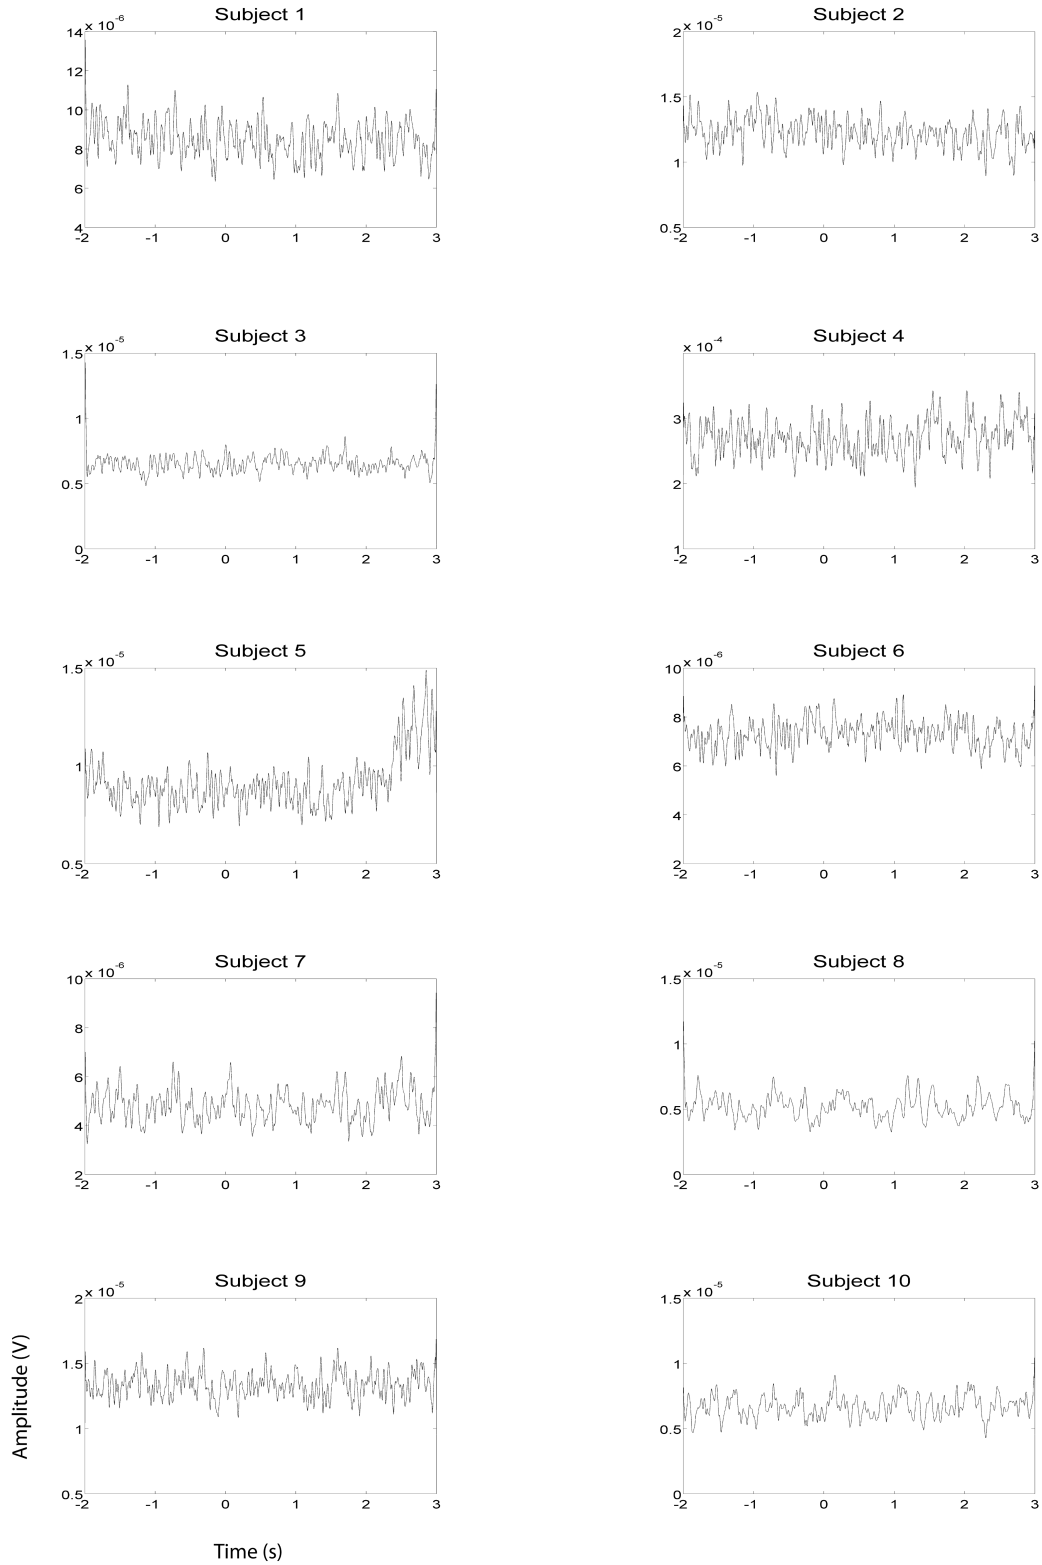 Subject 1
Subject 2
14 x 10-6
12
10
8
6
4
-2 -1 0 1 2 3
2 x 10-5
1.5
1
0.5
-2 -1 0 1 2 3
Subject 3
Subject 4
1.5 x 10-5
1
0.5
0
-2 -1 0 1 2 3
x 10-4
3
2
1
-2 -1 0 1 2 3
Subject 5
Subject 6
1.5 x 10-5
1
0.5
-2 -1 0 1 2 3
10 x 10-6
8
6
4
2
-2 -1 0 1 2 3
Subject 7
Subject 8
10 x 10-6
8
6
4
2
-2 -1 0 1 2 3
1.5 x 10-5
1
0.5
0
-2 -1 0 1 2 3
Subject 9
Subject 10
2 x 10-5
1.5
1
0.5
-2 -1 0 1 2 3
1.5 x 10-5
1
0.5
0
-2 -1 0 1 2 3
Amplitude (V)
Time (s)